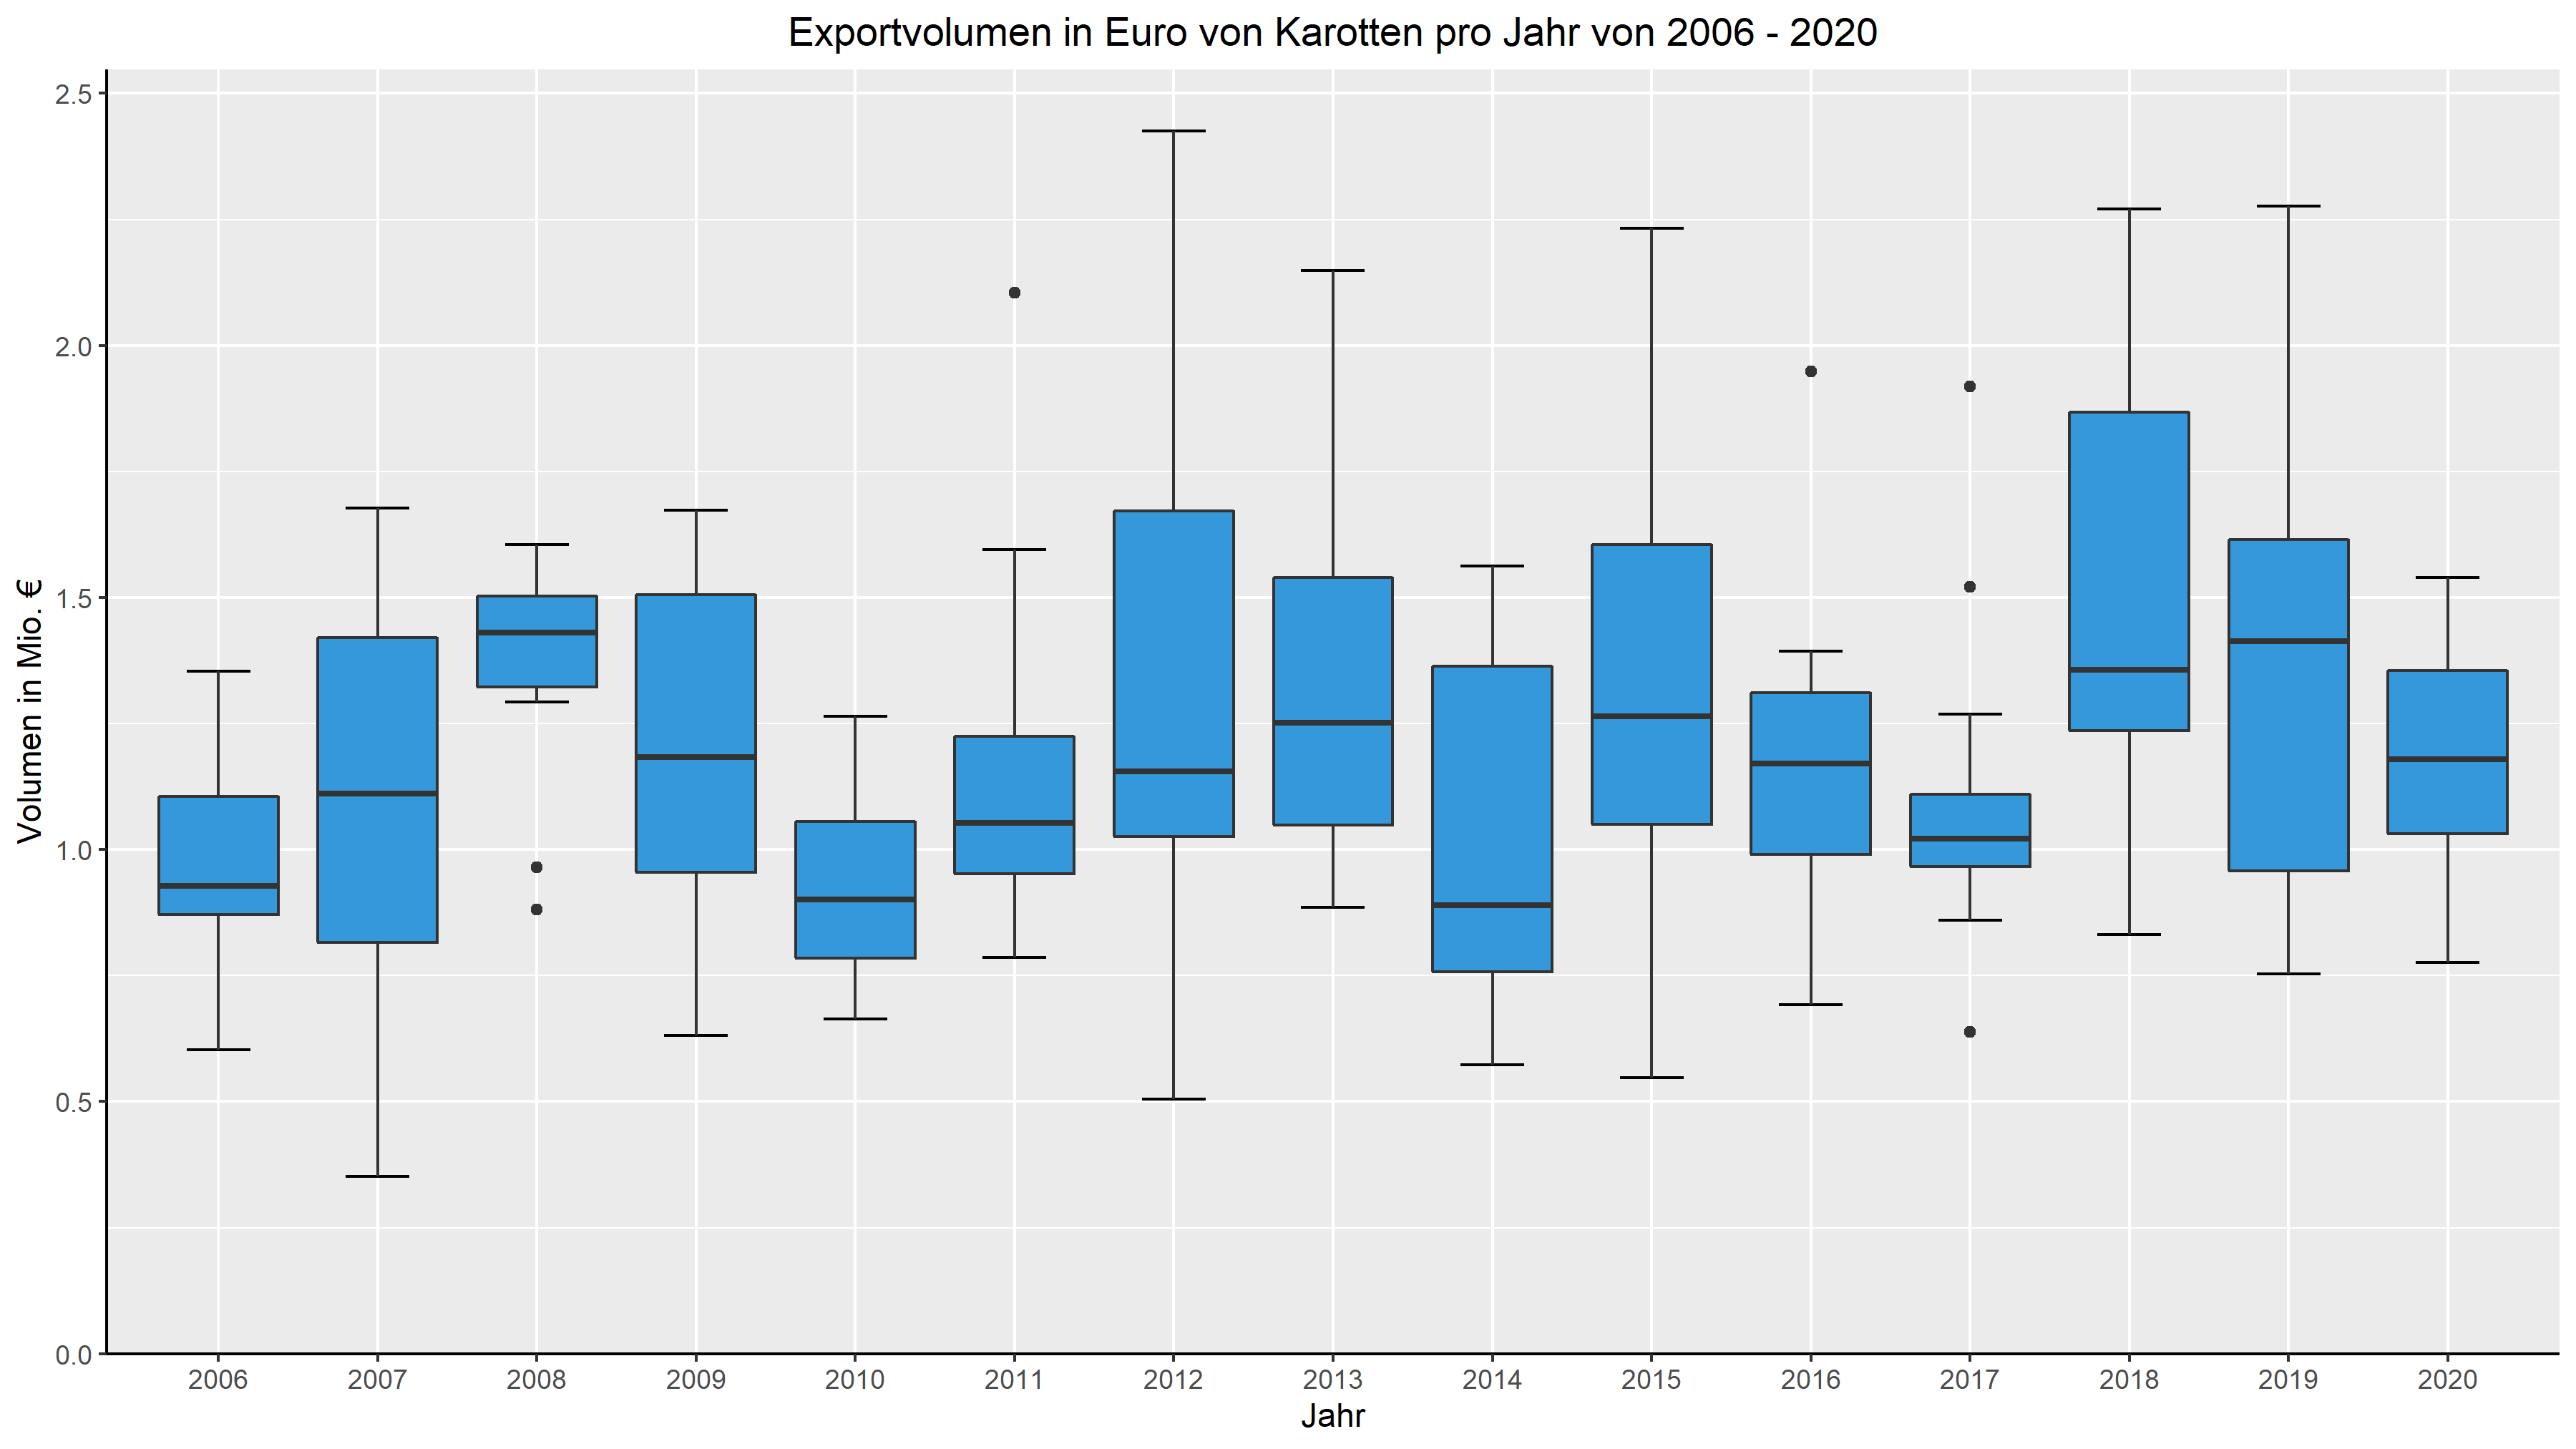 Exportvolumen in Euro von Karotten pro Jahr von 2006 - 2020
Volumen in Mio. €
2.5
2.0
1.5
1.0
0.5
0.0
2006 2007 2008 2009 2010 2011 2012 2013 2014 2015 2016 2017 2018 2019 2020
Jahr